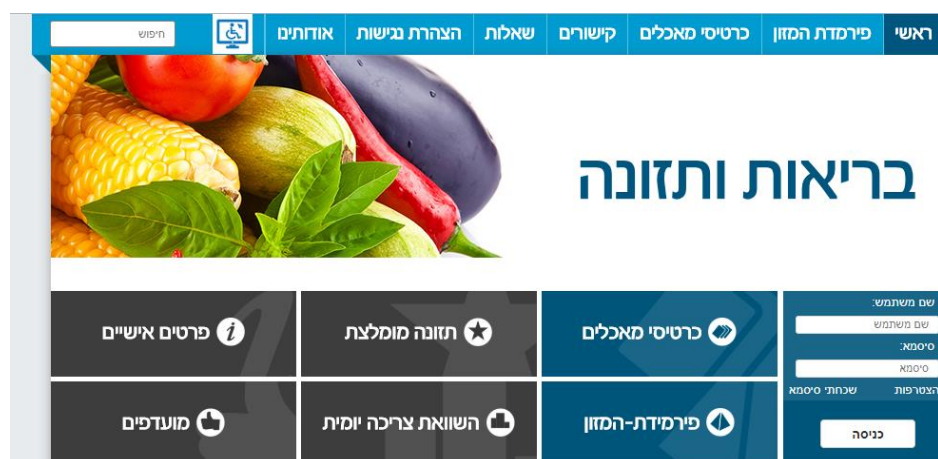 ראשי
פירמדת המזון
כרטיסי מאכלים
קישורים
שאלות
הצהרת נגישות
אודותינו
חיפוש
בריאות ותזונה
שם משתמש:
שם משתמש
סיסמא:
סיסמא
הצטרפות
שכחתי סיסמא
כניסה
כרטיסי מאכלים
תזונה מומלצת
פרטים אישיים
פירמידת-המזון
השוואת צריכה יומית
מועדפים